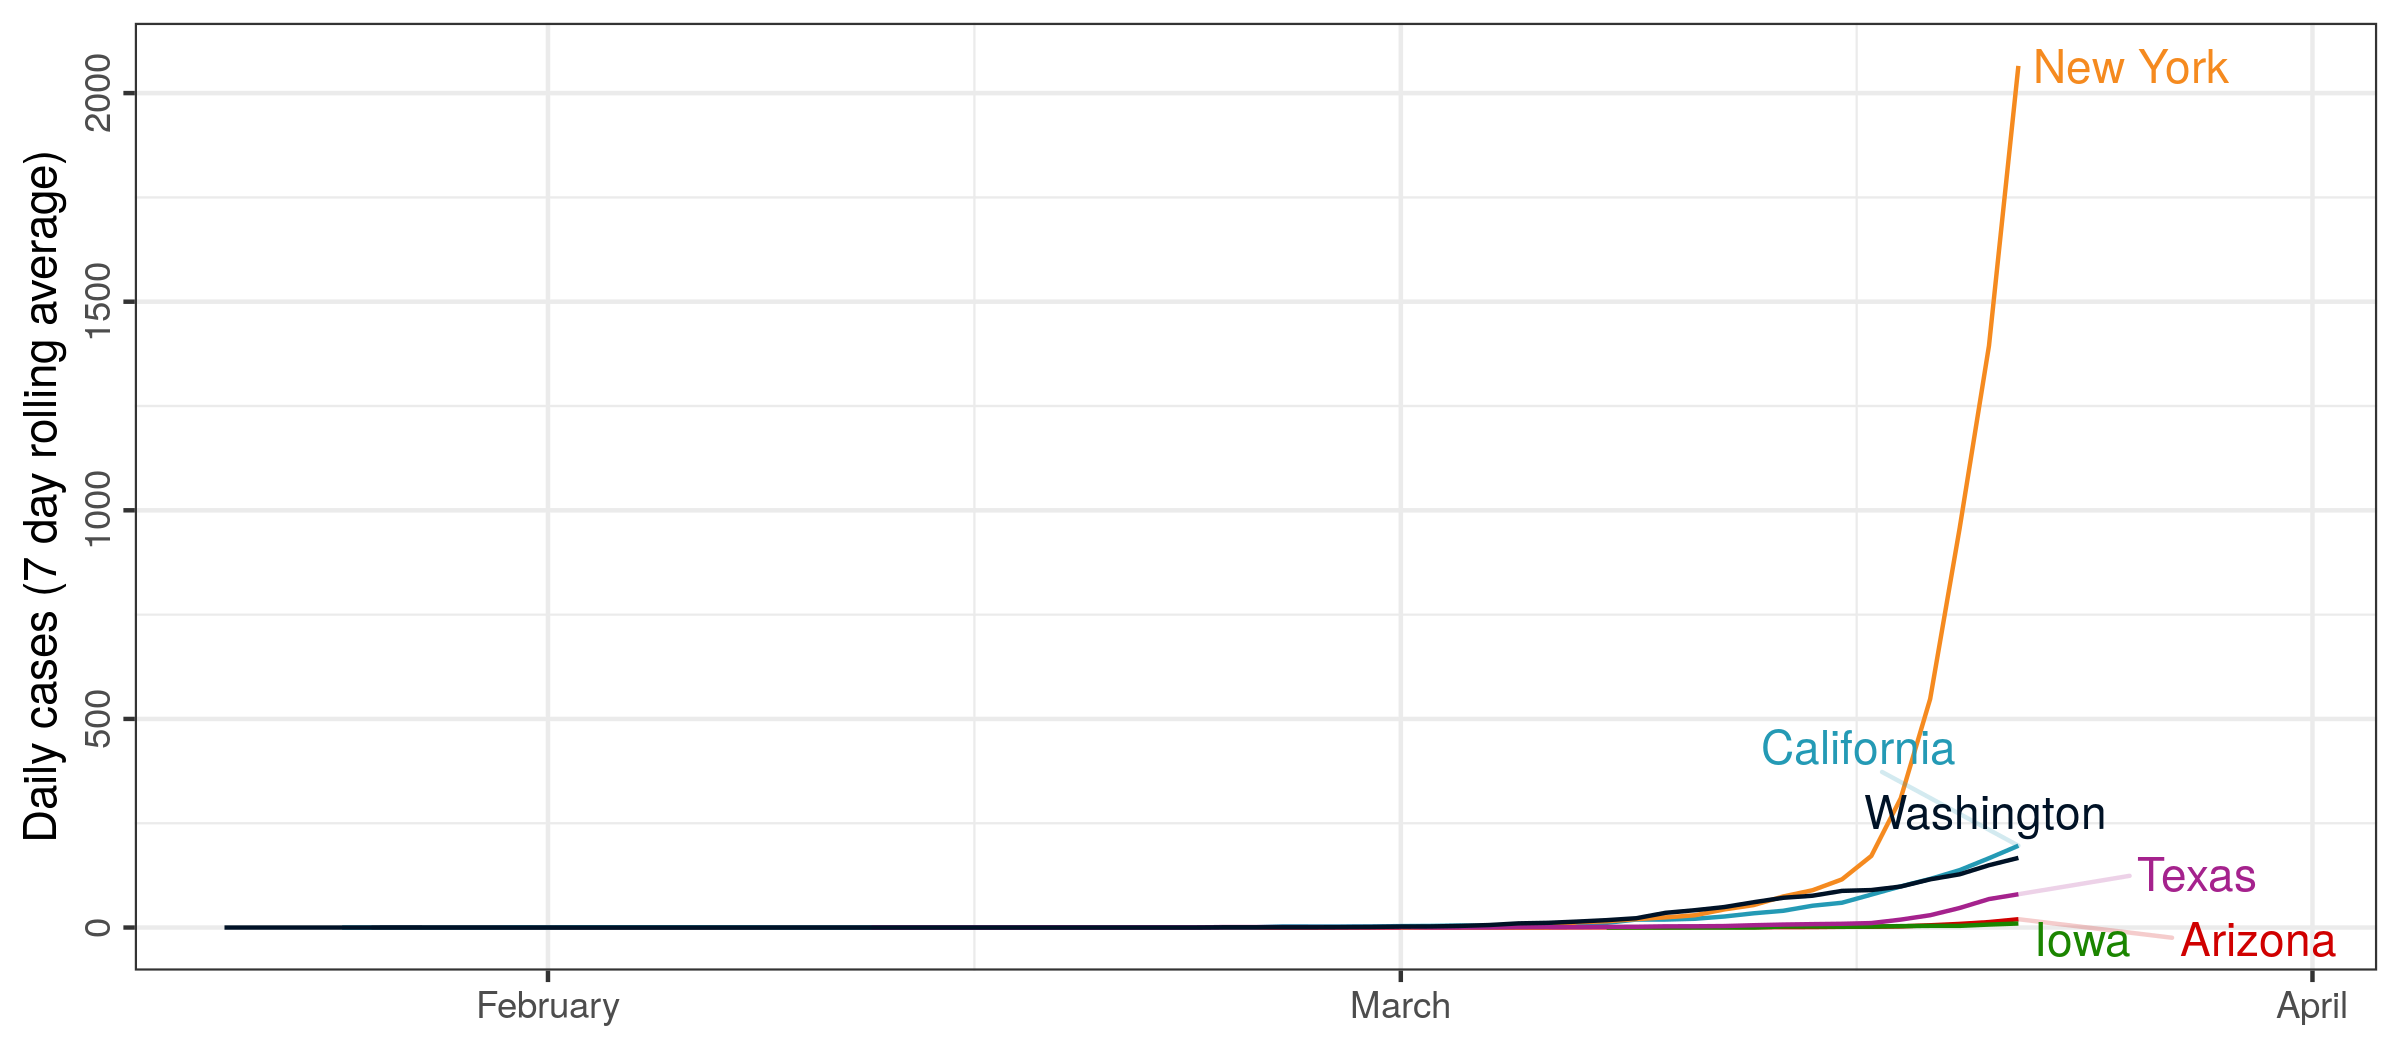 Daily cases (7 day rolling average)
2000
1500
1000
500
0
New York
California
Washington
Texas
Iowa
Arizona
February
March
April